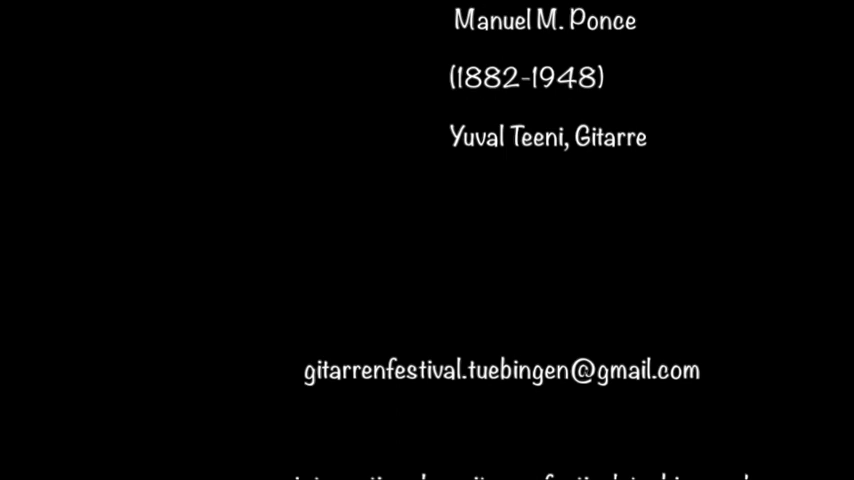 Manuel M. Ponce
(1882-1948)
Yuval Teeni, Gitarre
gitarrenfestival.tuebingen@gmail.com